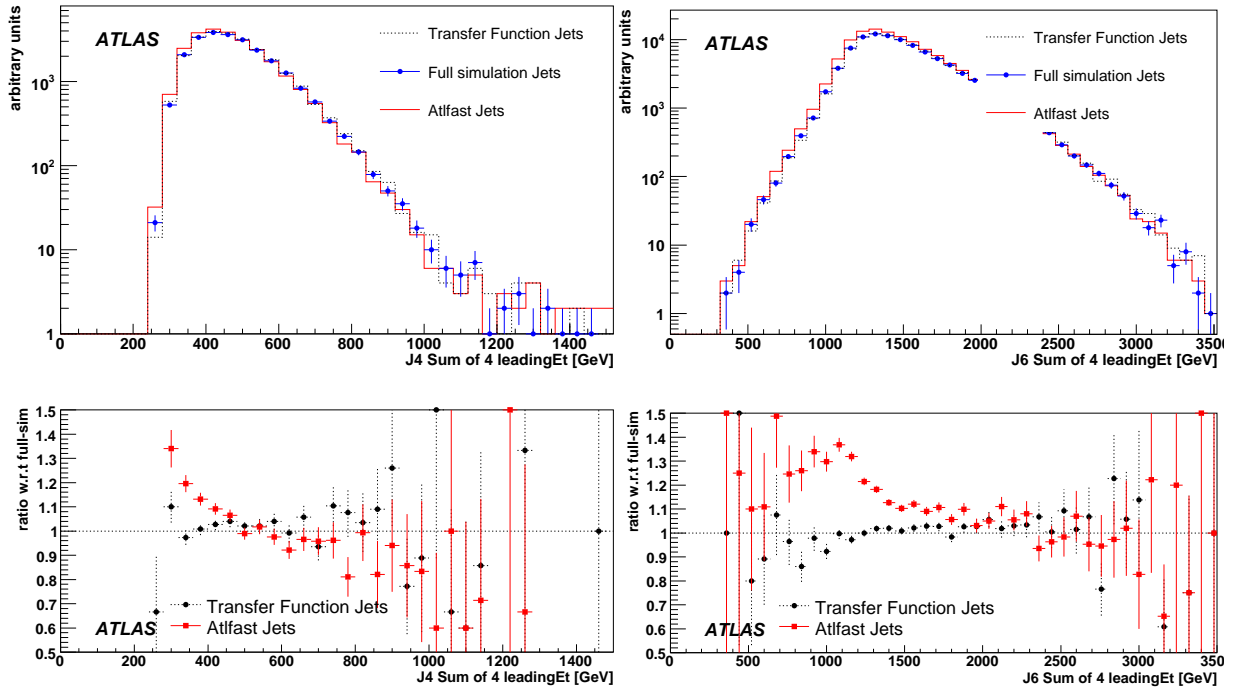 arbitrary units
10³
10²
10
1
ATLAS
Transfer Function Jets
Full simulation Jets
Atlfast Jets
0 200 400 600 800 1000 1200 1400
J4 Sum of 4 leadingEt [GeV]
arbitrary units
10⁴
10³
10²
10
1
ATLAS
Transfer Function Jets
Full simulation Jets
Atlfast Jets
0 500 1000 1500 2000 2500 3000 3500
J6 Sum of 4 leadingEt [GeV]
ratio w.r.t full-sim
1.5
1.4
1.3
1.2
1.1
1
0.9
0.8
0.7
0.6
0.5
Transfer Function Jets
Atlfast Jets
ATLAS
0 200 400 600 800 1000 1200 1400
J4 Sum of 4 leadingEt [GeV]
ratio w.r.t full-sim
1.5
1.4
1.3
1.2
1.1
1
0.9
0.8
0.7
0.6
0.5
Transfer Function Jets
Atlfast Jets
ATLAS
0 500 1000 1500 2000 2500 3000
J6 Sum of 4 leadingEt [GeV]